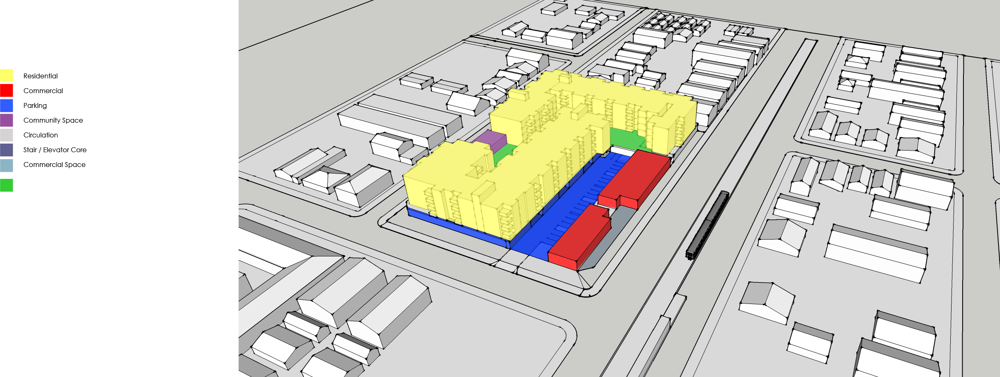 Residential
Commercial
Parking
Community Space
Circulation
Stair / Elevator Core
Commercial Space